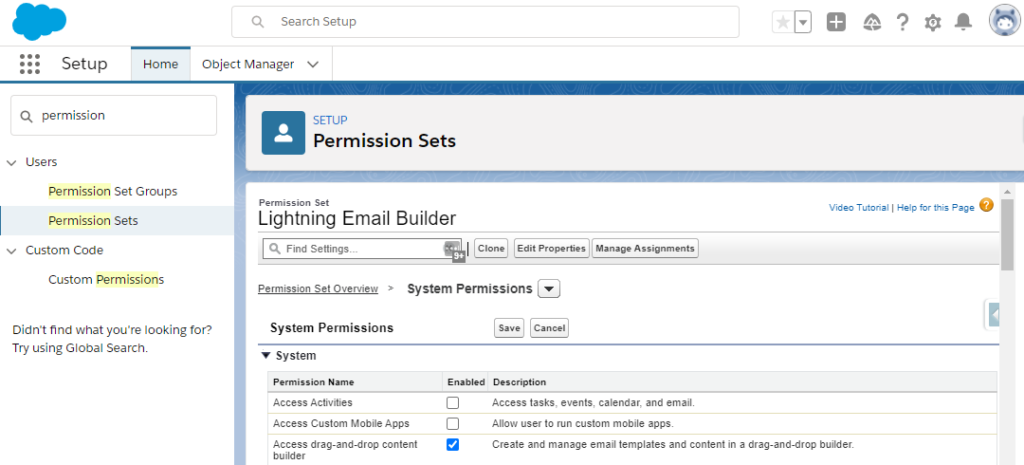 Search Setup
Setup
Home
Object Manager
permission
Users
Permission Set Groups
Permission Sets
Custom Code
Custom Permissions
Didn't find what you're looking for?
Try using Global Search.
SETUP
Permission Sets
Permission Set
Lightning Email Builder
Video Tutorial | Help for this Page
Find Settings...
9+
Clone
Edit Properties
Manage Assignments
Permission Set Overview > System Permissions
System Permissions
Save
Cancel
System
Permission Name Enabled Description
Access Activities Access tasks, events, calendar, and email.
Access Custom Mobile Apps Allow user to run custom mobile apps.
Access drag-and-drop content Create and manage email templates and content in a drag-and-drop builder.
builder